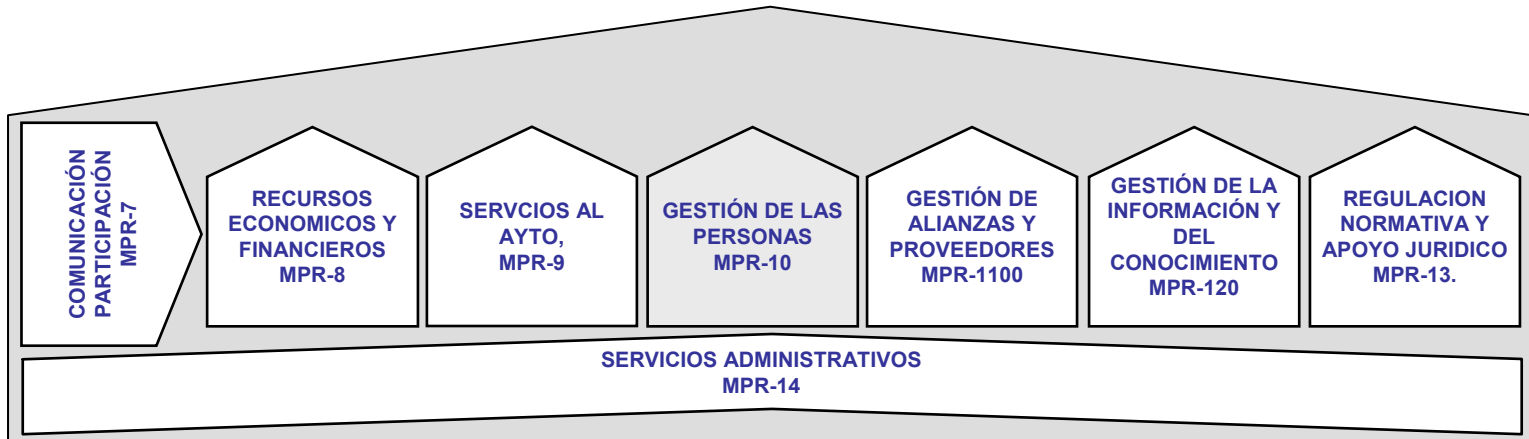 COMUNICACIÓN
PARTICIPACIÓN
MPR-7
RECURSOS
ECONOMICOS Y
FINANCIEROS
MPR-8
SERVCIOS AL
AYTO,
MPR-9
GESTIÓN DE LAS
PERSONAS
MPR-10
GESTIÓN DE
ALIANZAS Y
PROVEEDORES
MPR-1100
GESTIÓN DE LA
INFORMACIÓN Y
DEL
CONOCIMIENTO
MPR-120
REGULACION
NORMATIVA Y
APOYO JURIDICO
MPR-13.
SERVICIOS ADMINISTRATIVOS
MPR-14